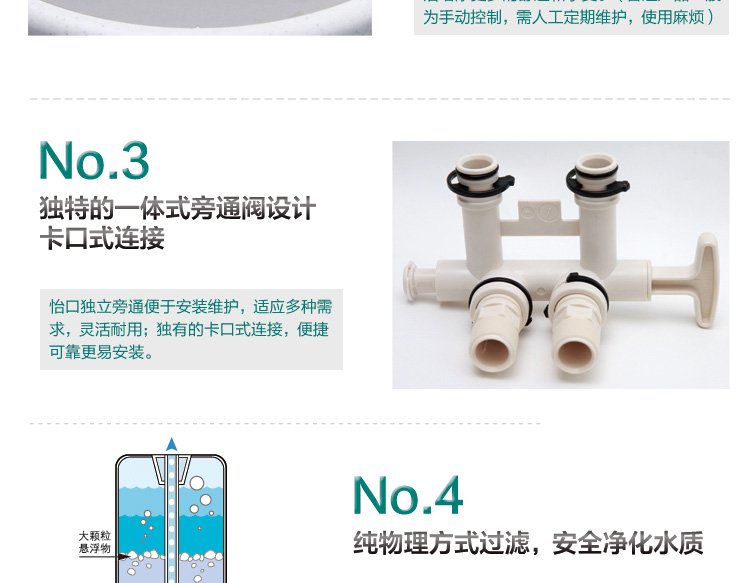 为手动控制，需人工定期维护，使用麻烦）
No.3
独特的一体式旁通阀设计
卡口式连接
怡口独立旁通便于安装维护，适应多种需
求，灵活耐用；独有的卡口式连接，便捷
可靠更易安装。
No.4
纯物理方式过滤，安全净化水质
大颗粒
悬浮物